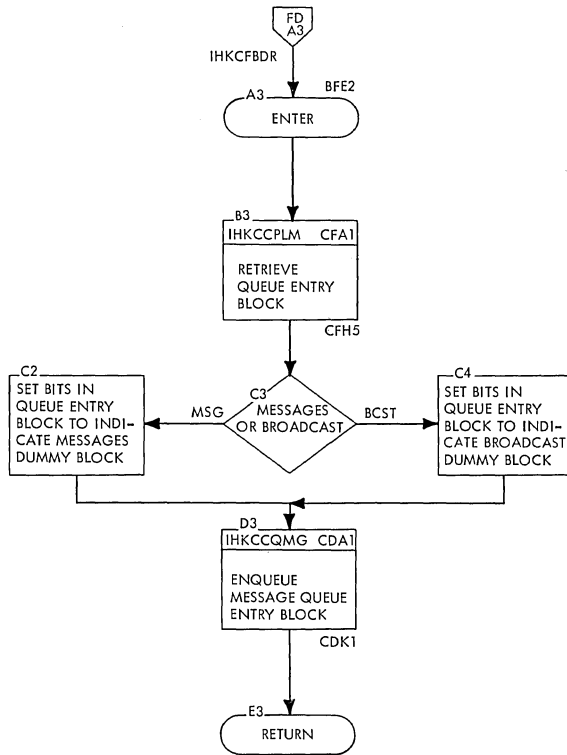 FD
A3
IHKCFBDR
A3
BFE2
ENTER
B3
IHKCCPLM CFA1
RETRIEVE
QUEUE ENTRY
BLOCK
CFH5
C2
SET BITS IN
QUEUE ENTRY
BLOCK TO INDI-
CATE MESSAGES
DUMMY BLOCK
MSG
C3
MESSAGES
OR BROADCAST
BCST
C4
SET BITS IN
QUEUE ENTRY
BLOCK TO INDI-
CATE BROADCAST
DUMMY BLOCK
D3
IHKCCQMG CDA1
ENQUEUE
MESSAGE QUEUE
ENTRY BLOCK
CDK1
E3
RETURN